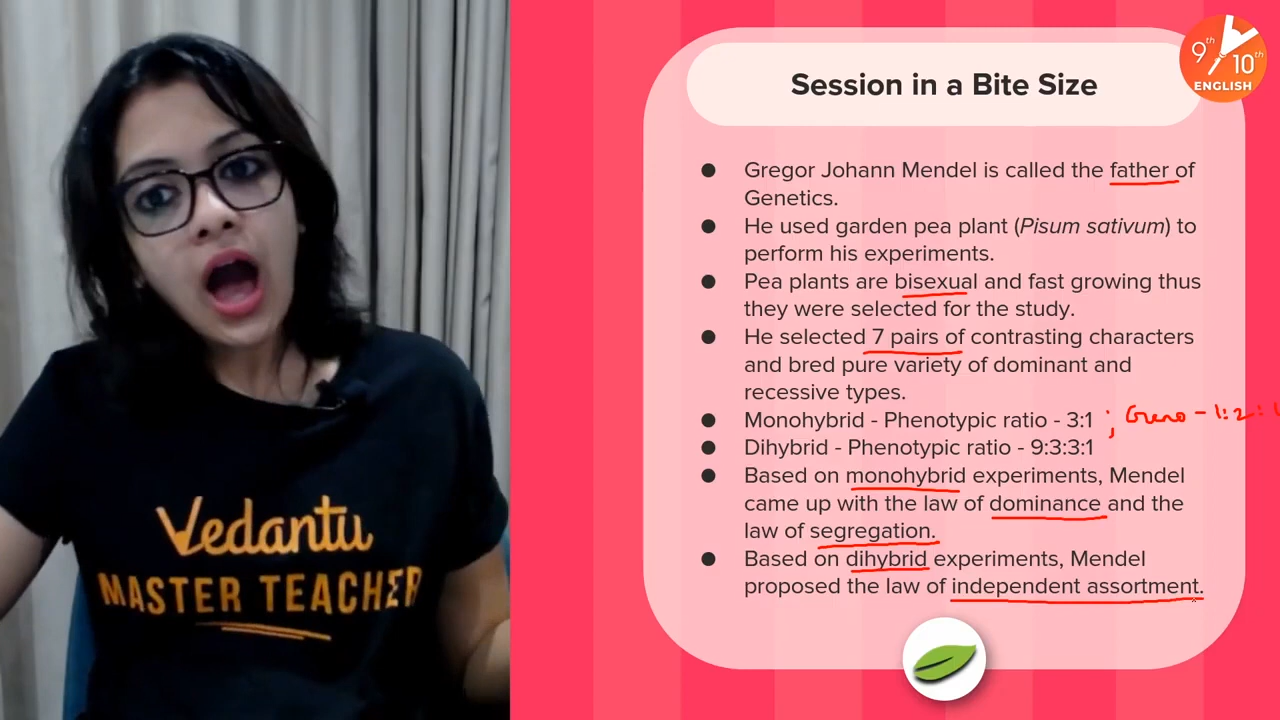 Session in a Bite Size
9th 10th
ENGLISH
● Gregor Johann Mendel is called the father of
Genetics.
● He used garden pea plant (Pisum sativum) to
perform his experiments.
● Pea plants are bisexual and fast growing thus
they were selected for the study.
● He selected 7 pairs of contrasting characters
and bred pure variety of dominant and
recessive types.
● Monohybrid - Phenotypic ratio - 3:1 ; Geno - 1:2:1
● Dihybrid - Phenotypic ratio - 9:3:3:1
● Based on monohybrid experiments, Mendel
came up with the law of dominance and the
law of segregation.
● Based on dihybrid experiments, Mendel
proposed the law of independent assortment.
Vedantu
MASTER TEACHER